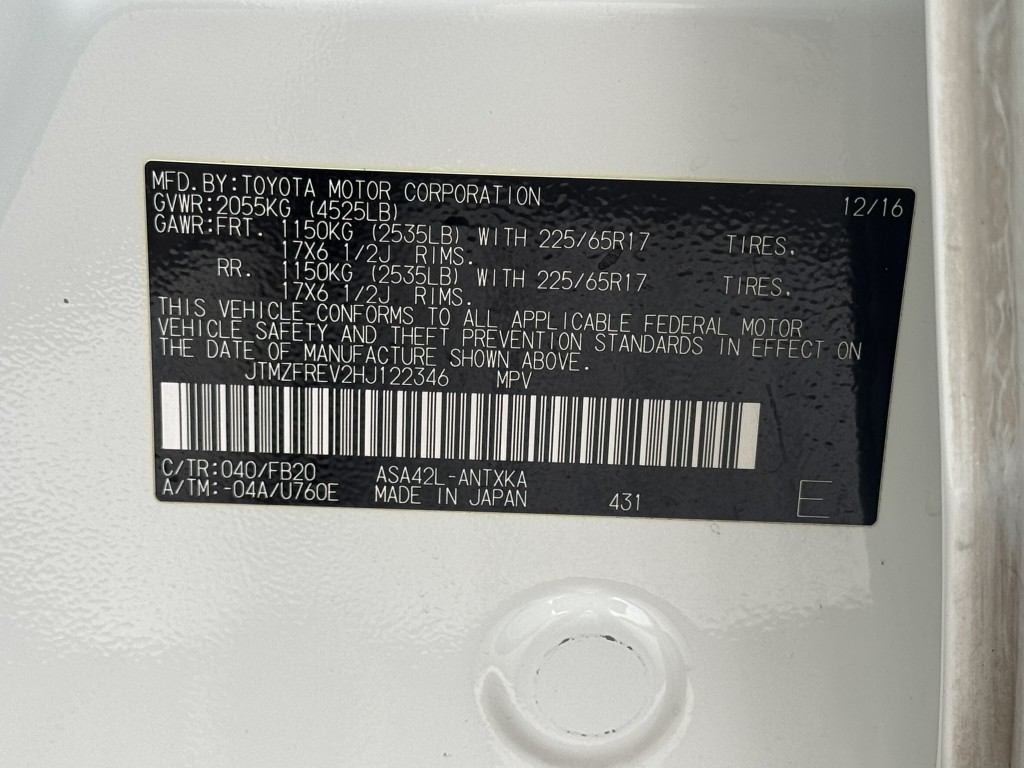 MFD.BY:TOYOTA MOTOR CORPORATION 12/16
GVWR:2055KG (4525LB)
GAWR:FRT. 1150KG (2535LB) WITH 225/65R17 TIRES.
17X6 1/2J RIMS.
RR. 1150KG (2535LB) WITH 225/65R17 TIRES.
17X6 1/2J RIMS.
THIS VEHICLE CONFORMS TO ALL APPLICABLE FEDERAL MOTOR
VEHICLE SAFETY AND THEFT PREVENTION STANDARDS IN EFFECT ON
THE DATE OF MANUFACTURE SHOWN ABOVE.
JTMZFREV2HJ122346 MPV
C/TR:040/FB20 ASA42L-ANTXKA
A/TM:-04A/U760E MADE IN JAPAN 431 E